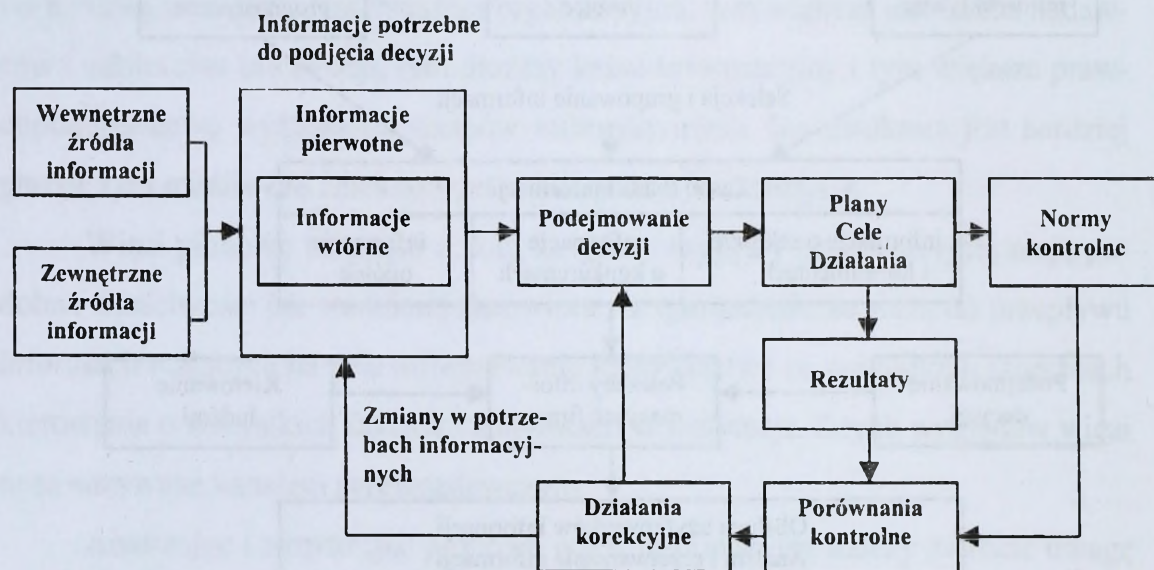 Informacje potrzebne
do podjęcia decyzji
Wewnętrzne
źródła
informacji
Zewnętrzne
źródła
informacji
Informacje
pierwotne
Informacje
wtórne
Podejmowanie
decyzji
Plany
Cele
Działania
Normy
kontrolne
Rezultaty
Zmiany w potrze-
bach informacyj-
nych
Działania
korekcyjne
Porównania
kontrolne